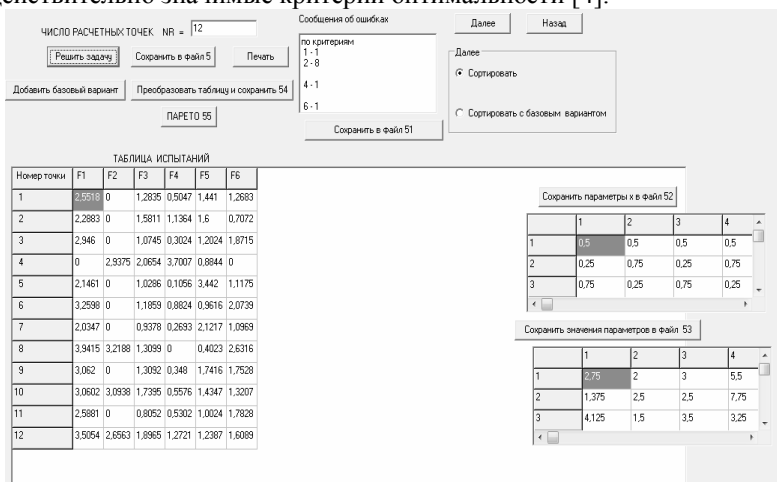 действительно значимые критерии оптимальности [4].
ЧИСЛО РАСЧЕТНЫХ ТОЧЕК NR = 12
Сообщения об ошибках
Далее
Назад
Решить задачу
Сохранить в файл 5
Печать
по критериям
1 - 1
2 - 8
4 - 1
6 - 1
Далее
Сортировать
Сортировать с базовым вариантом
Добавить базовый вариант
Преобразовать таблицу и сохранить 54
ПАРЕТО 55
Сохранить в Файл 51
ТАБЛИЦА ИСПЫТАНИЙ
Номер точки F1 F2 F3 F4 F5 F6
1 2,5518 0 1,2835 0,5047 1,441 1,2683
2 2,2883 0 1,5811 1,1364 1,6 0,7072
3 2,946 0 1,0745 0,3024 1,2024 1,8715
4 0 2,9375 2,0654 3,7007 0,8844 0
5 2,1461 0 1,0286 0,1056 3,442 1,1175
6 3,2598 0 1,1859 0,8824 0,9616 2,0739
7 2,0347 0 0,9378 0,2693 2,1217 1,0969
8 3,9415 3,2188 1,3099 0 0,4023 2,6316
9 3,062 0 1,3092 0,348 1,7416 1,7528
10 3,0602 3,0938 1,7395 0,5576 1,4347 1,3207
11 2,5881 0 0,8052 0,5302 1,0024 1,7828
12 3,5054 2,6563 1,8965 1,2721 1,2387 1,6089
Сохранить параметры x в файл 52
1 2 3 4
1 0,5 0,5 0,5 0,5
2 0,25 0,75 0,25 0,75
3 0,75 0,25 0,75 0,25
Сохранить значения параметров в файл 53
1 2 3 4
1 2,75 2 3 5,5
2 1,375 2,5 2,5 7,75
3 4,125 1,5 3,5 3,25